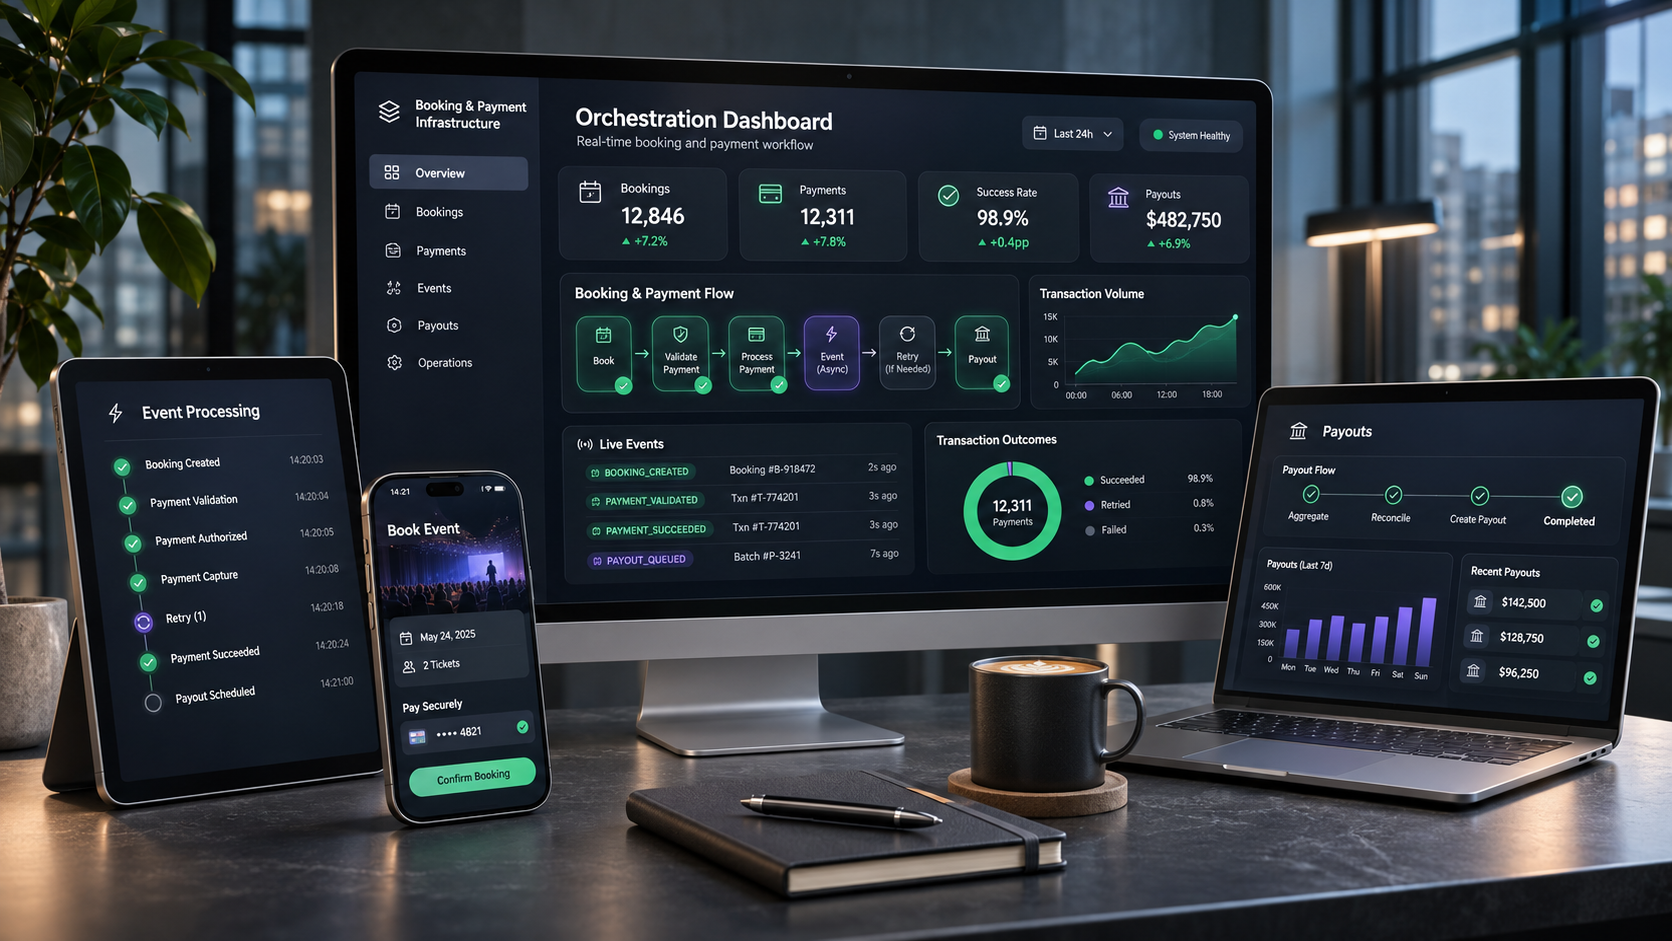 Booking & Payment
Infrastructure
Overview
Bookings
Payments
Events
Payouts
Operations
Orchestration Dashboard
Real-time booking and payment workflow
Last 24h
System Healthy
Bookings
12,846
+7.2%
Payments
12,311
+7.8%
Success Rate
98.9%
+0.4pp
Payouts
$482,750
+6.9%
Booking & Payment Flow
Book
Validate
Payment
Process
Payment
Event
(Async)
Retry
(If Needed)
Payout
Transaction Volume
15K
10K
5K
0
00:00 06:00 12:00 18:00
Live Events
BOOKING_CREATED Booking #B-918472 2s ago
PAYMENT_VALIDATED Txn #T-774201 3s ago
PAYMENT_SUCCEEDED Txn #T-774201 3s ago
PAYOUT_QUEUED Batch #P-3241 7s ago
Transaction Outcomes
12,311
Payments
Succeeded 98.9%
Retried 0.8%
Failed 0.3%
Event Processing
Booking Created 14:20:03
Payment Validation 14:20:04
Payment Authorized 14:20:05
Payment Capture 14:20:08
Retry (1) 14:20:18
Payment Succeeded 14:20:24
Payout Scheduled 14:21:00
14:21
Book Event
May 24, 2025
2 Tickets
Pay Securely
•••• 4821
Confirm Booking
Payouts
Payout Flow
Aggregate Reconcile Create Payout Completed
Payouts (Last 7d)
600K
450K
300K
150K
0
Mon Tue Wed Thu Fri Sat Sun
Recent Payouts
$142,500
$128,750
$96,250